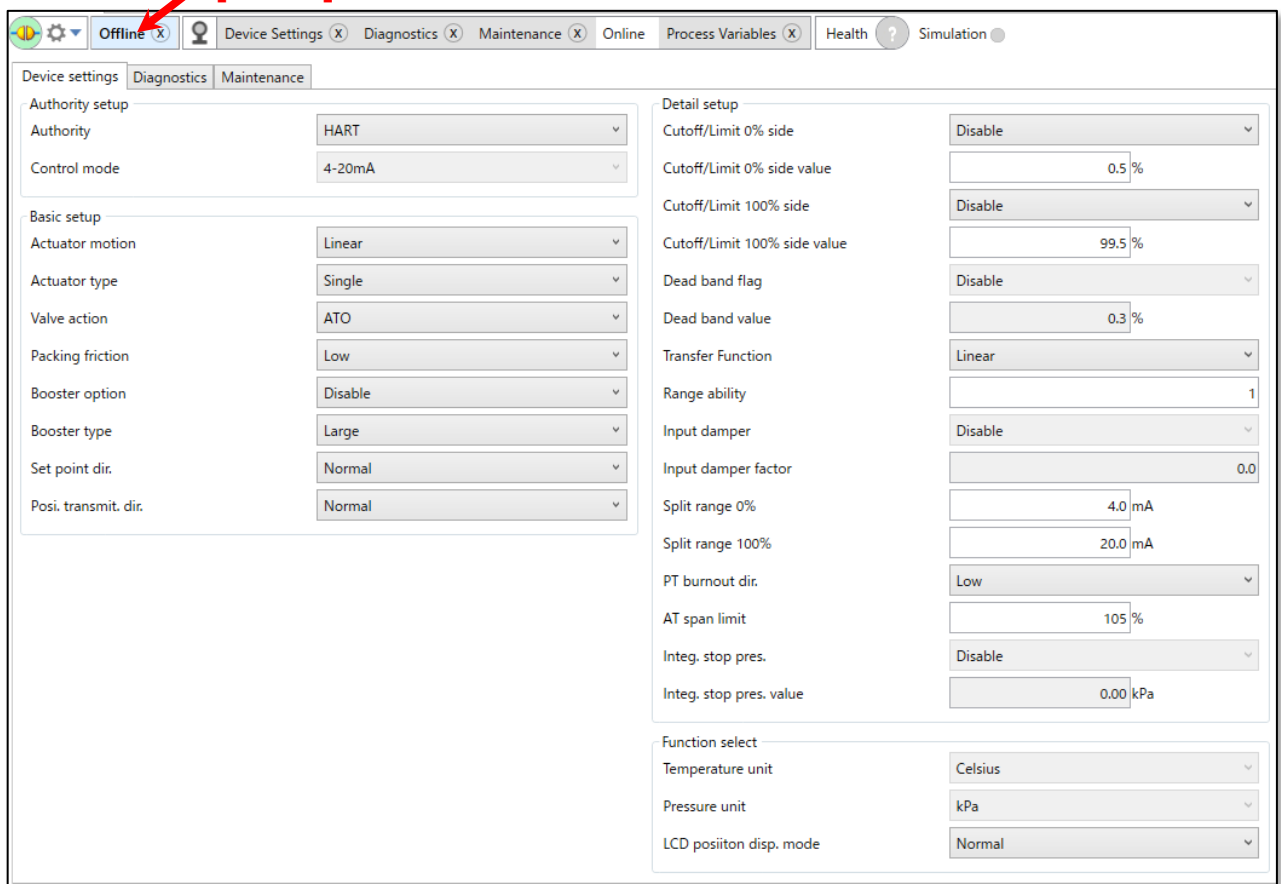 Offline X Device Settings X Diagnostics X Maintenance X Online Process Variables X Health ? Simulation
Device settings Diagnostics Maintenance
Authority setup
Authority HART
Control mode 4-20mA
Basic setup
Actuator motion Linear
Actuator type Single
Valve action ATO
Packing friction Low
Booster option Disable
Booster type Large
Set point dir. Normal
Posi. transmit. dir. Normal
Detail setup
Cutoff/Limit 0% side Disable
Cutoff/Limit 0% side value 0.5 %
Cutoff/Limit 100% side Disable
Cutoff/Limit 100% side value 99.5 %
Dead band flag Disable
Dead band value 0.3 %
Transfer Function Linear
Range ability 1
Input damper Disable
Input damper factor 0.0
Split range 0% 4.0 mA
Split range 100% 20.0 mA
PT burnout dir. Low
AT span limit 105 %
Integ. stop pres. Disable
Integ. stop pres. value 0.00 kPa
Function select
Temperature unit Celsius
Pressure unit kPa
LCD posiiton disp. mode Normal